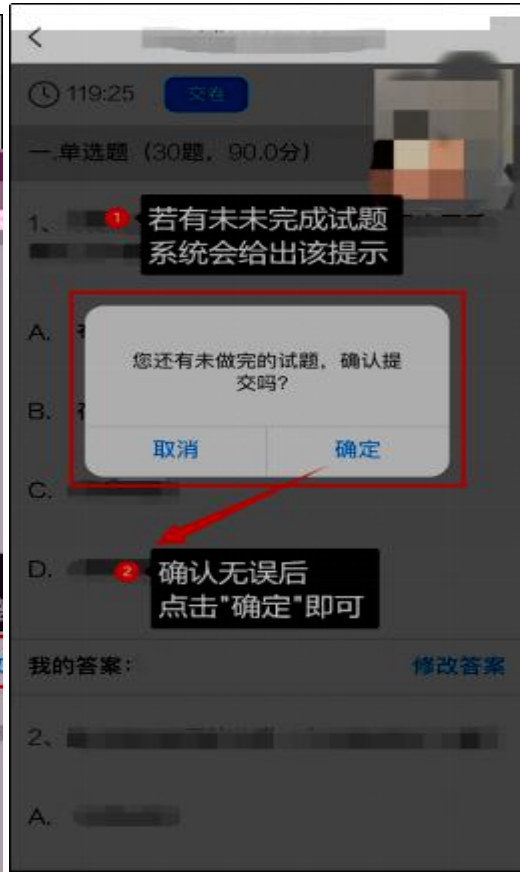 119:25
交卷
一.单选题（30题，90.0分）
1、
1
若有未未完成试题
系统会给出该提示
A.
您还有未做完的试题，确认提
交吗？
B.
取消
确定
C.
D.
2
确认无误后
点击"确定"即可
我的答案：
修改答案
2、
A.